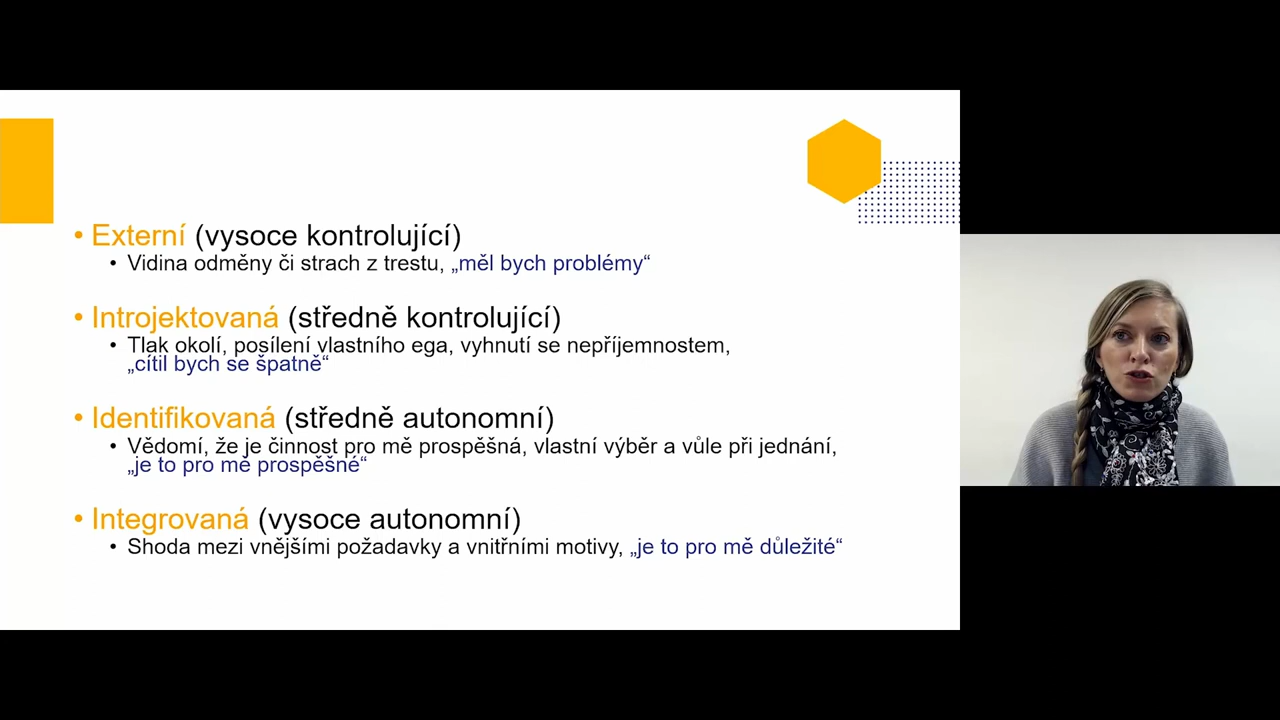 • Externí (vysoce kontrolující)
• Vidina odměny či strach z trestu, „měl bych problémy“
• Introjektovaná (středně kontrolující)
• Tlak okolí, posílení vlastního ega, vyhnutí se nepříjemnostem,
„cítil bych se špatně“
• Identifikovaná (středně autonomní)
• Vědomí, že je činnost pro mě prospěšná, vlastní výběr a vůle při jednání,
„je to pro mě prospěšné“
• Integrovaná (vysoce autonomní)
• Shoda mezi vnějšími požadavky a vnitřními motivy, „je to pro mě důležité“